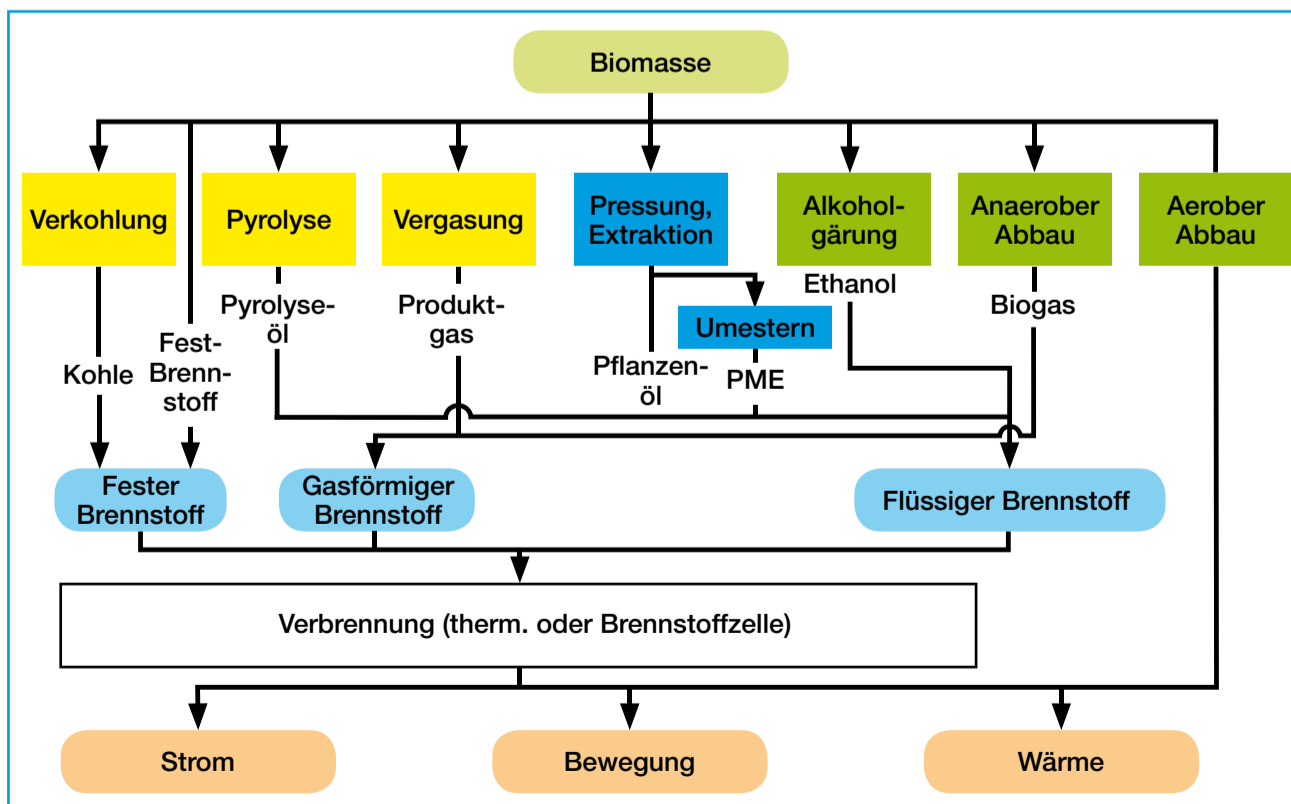 Biomasse
Verkohlung
Pyrolyse
Vergasung
Pressung,
Extraktion
Alkohol-
gärung
Anaerober
Abbau
Aerober
Abbau
Pyrolyse-
öl
Produkt-
gas
Ethanol
Biogas
Umestern
Fest-
Brenn-
stoff
Kohle
Pflanzen-
öl
PME
Fester
Brennstoff
Gasförmiger
Brennstoff
Flüssiger Brennstoff
Verbrennung (therm. oder Brennstoffzelle)
Strom
Bewegung
Wärme